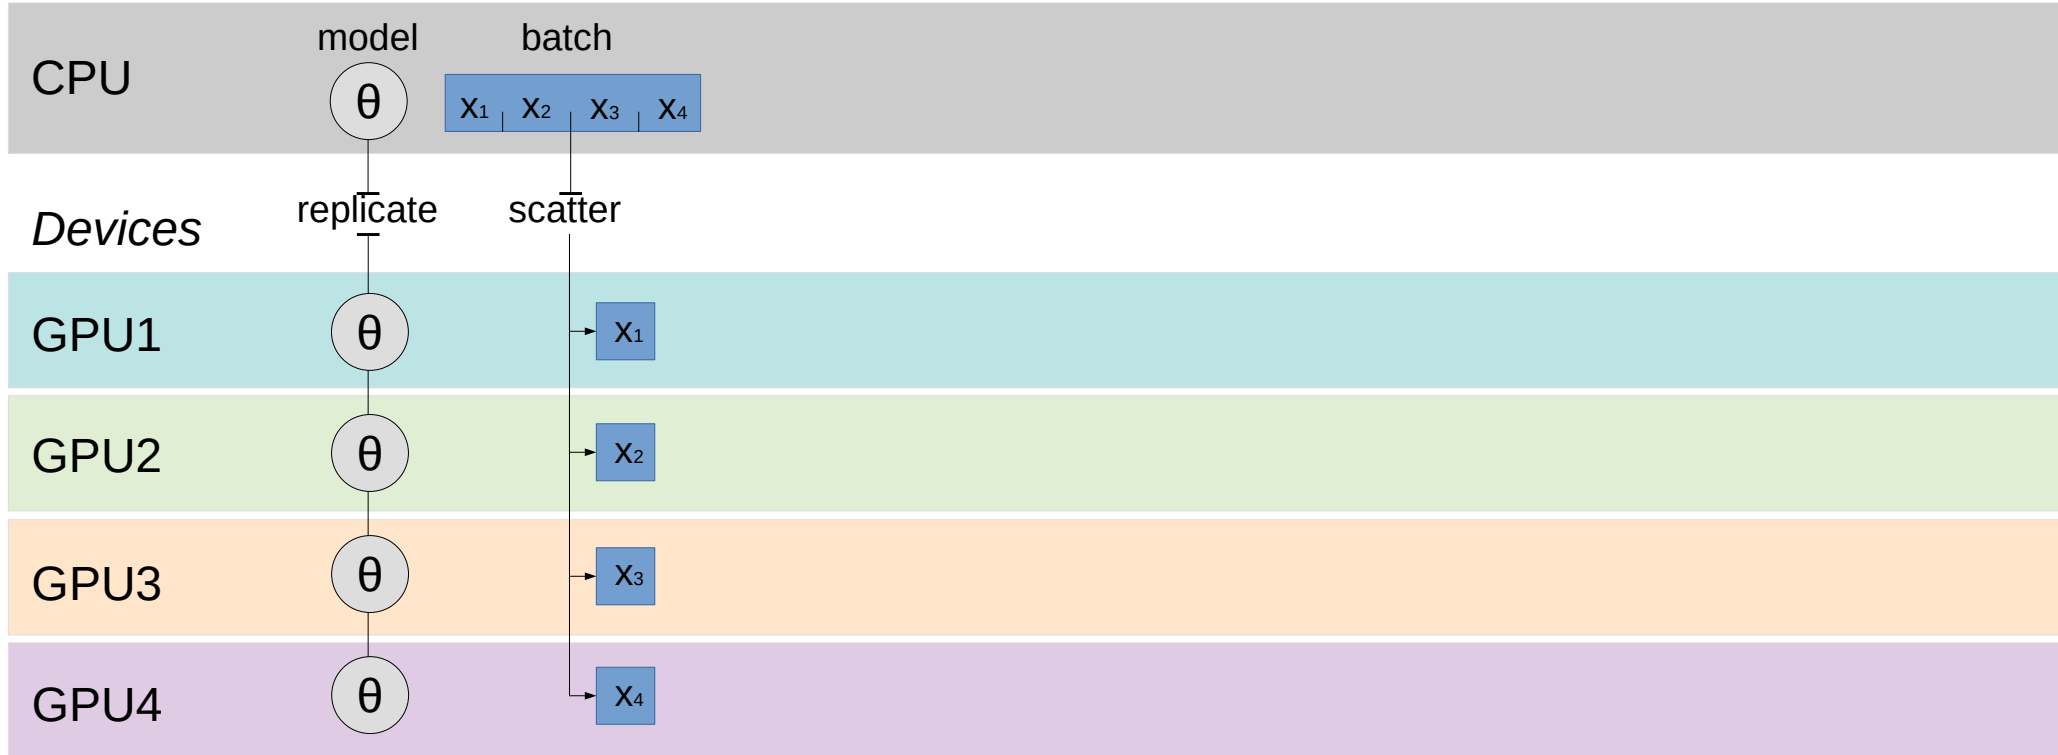 model batch
CPU
θ x₁ x₂ x₃ x₄
replicate scatter
Devices
GPU1 θ x₁
GPU2 θ x₂
GPU3 θ x₃
GPU4 θ x₄